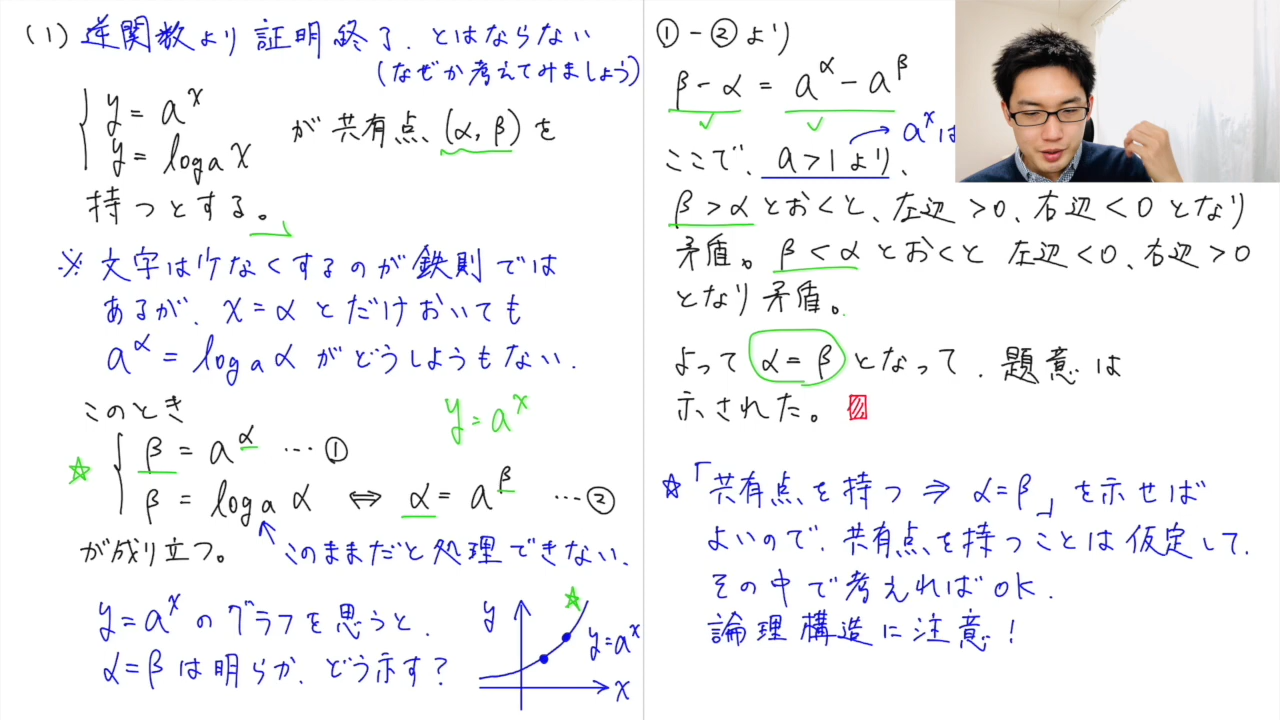 (1) 逆関数より証明終了、とはならない
(なぜか考えてみましょう)
y = a^x
y = log_a x
が共有点 (α, β) を
持つとする。
※ 文字は少なくするのが鉄則では
あるが、x = α とだけおいても
a^α = log_a α がどうしようもない.
このとき
y = a^x
☆
β = a^α … ①
β = log_a α ⇔ α = a^β … ②
が成り立つ。
このままだと処理できない.
y = a^x のグラフを思うと、
α = β は明らか、どう示す?
y
y = a^x
x
① - ② より
β - α = a^α - a^β
a^x は
ここで、a > 1 より、
β > α とおくと、左辺 > 0、右辺 < 0 となり
矛盾。β < α とおくと 左辺 < 0、右辺 > 0
となり矛盾。
よって α = β となって、題意は
示された。
☆「共有点を持つ ⇒ α = β」を示せば
よいので、共有点を持つことは仮定して、
その中で考えればOK.
論理構造に注意!